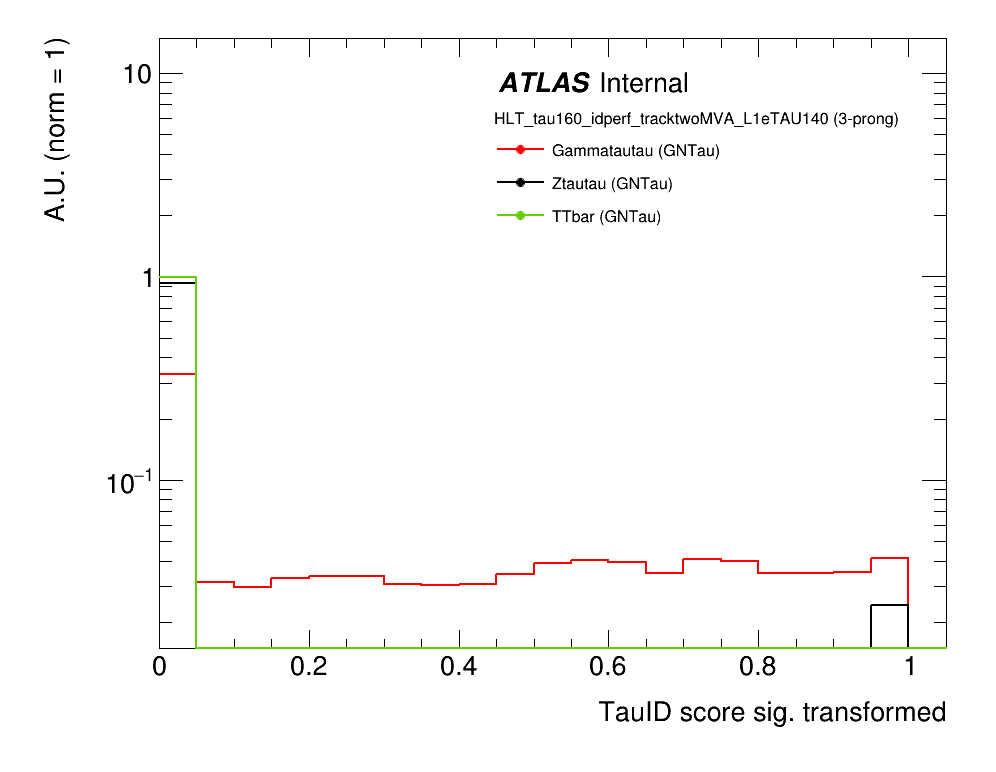 A.U. (norm = 1)
10
1
10⁻¹
ATLAS Internal
HLT_tau160_idperf_tracktwoMVA_L1eTAU140 (3-prong)
Gammatautau (GNTau)
Ztautau (GNTau)
TTbar (GNTau)
0 0.2 0.4 0.6 0.8 1
TauID score sig. transformed